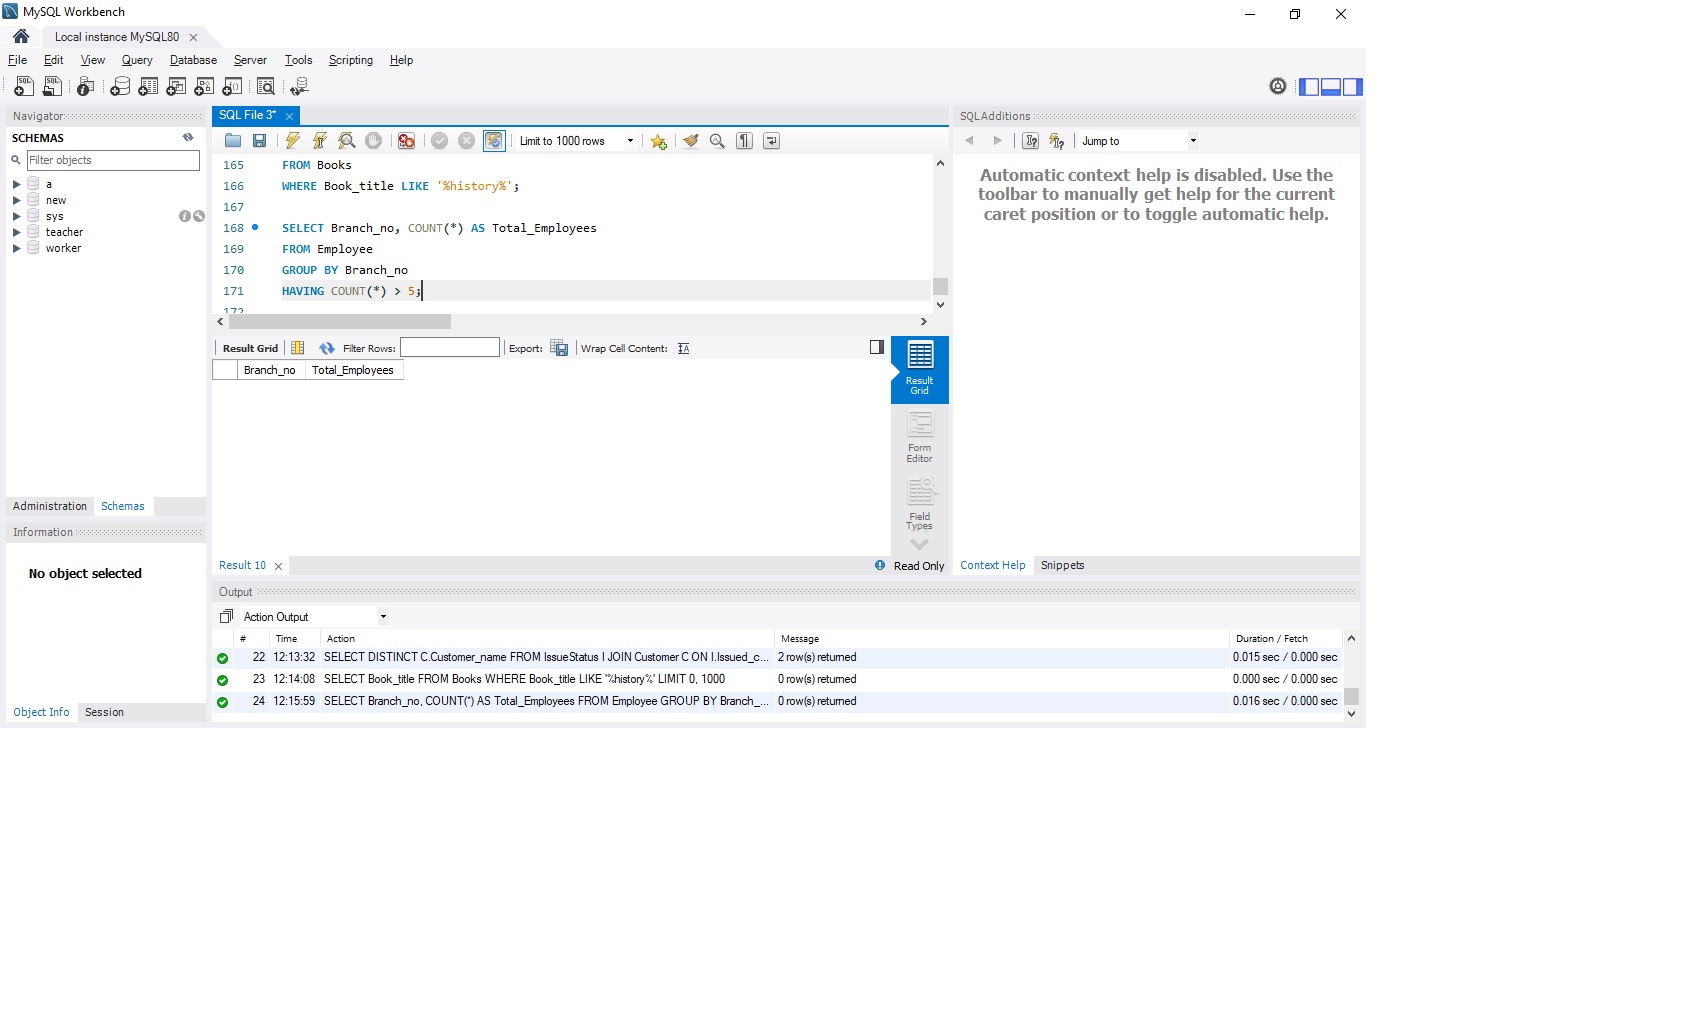 MySQL Workbench
Local instance MySQL80
File Edit View Query Database Server Tools Scripting Help
Navigator
SCHEMAS
Filter objects
a
new
sys
teacher
worker
Administration Schemas
Information
No object selected
Object Info Session
SQL File 3*
Limit to 1000 rows
165 FROM Books
166 WHERE Book_title LIKE '%history%';
167
168 SELECT Branch_no, COUNT(*) AS Total_Employees
169 FROM Employee
170 GROUP BY Branch_no
171 HAVING COUNT(*) > 5;
172
Result Grid Filter Rows: Export: Wrap Cell Content:
Branch_no Total_Employees
Result Grid
Form Editor
Field Types
Result 10 Read Only
SQLAdditions
Jump to
Automatic context help is disabled. Use the
toolbar to manually get help for the current
caret position or to toggle automatic help.
Context Help Snippets
Output
Action Output
# Time Action Message Duration / Fetch
22 12:13:32 SELECT DISTINCT C.Customer_name FROM IssueStatus I JOIN Customer C ON I.Issued_c... 2 row(s) returned 0.015 sec / 0.000 sec
23 12:14:08 SELECT Book_title FROM Books WHERE Book_title LIKE '%history%' LIMIT 0, 1000 0 row(s) returned 0.000 sec / 0.000 sec
24 12:15:59 SELECT Branch_no, COUNT(*) AS Total_Employees FROM Employee GROUP BY Branch_... 0 row(s) returned 0.016 sec / 0.000 sec